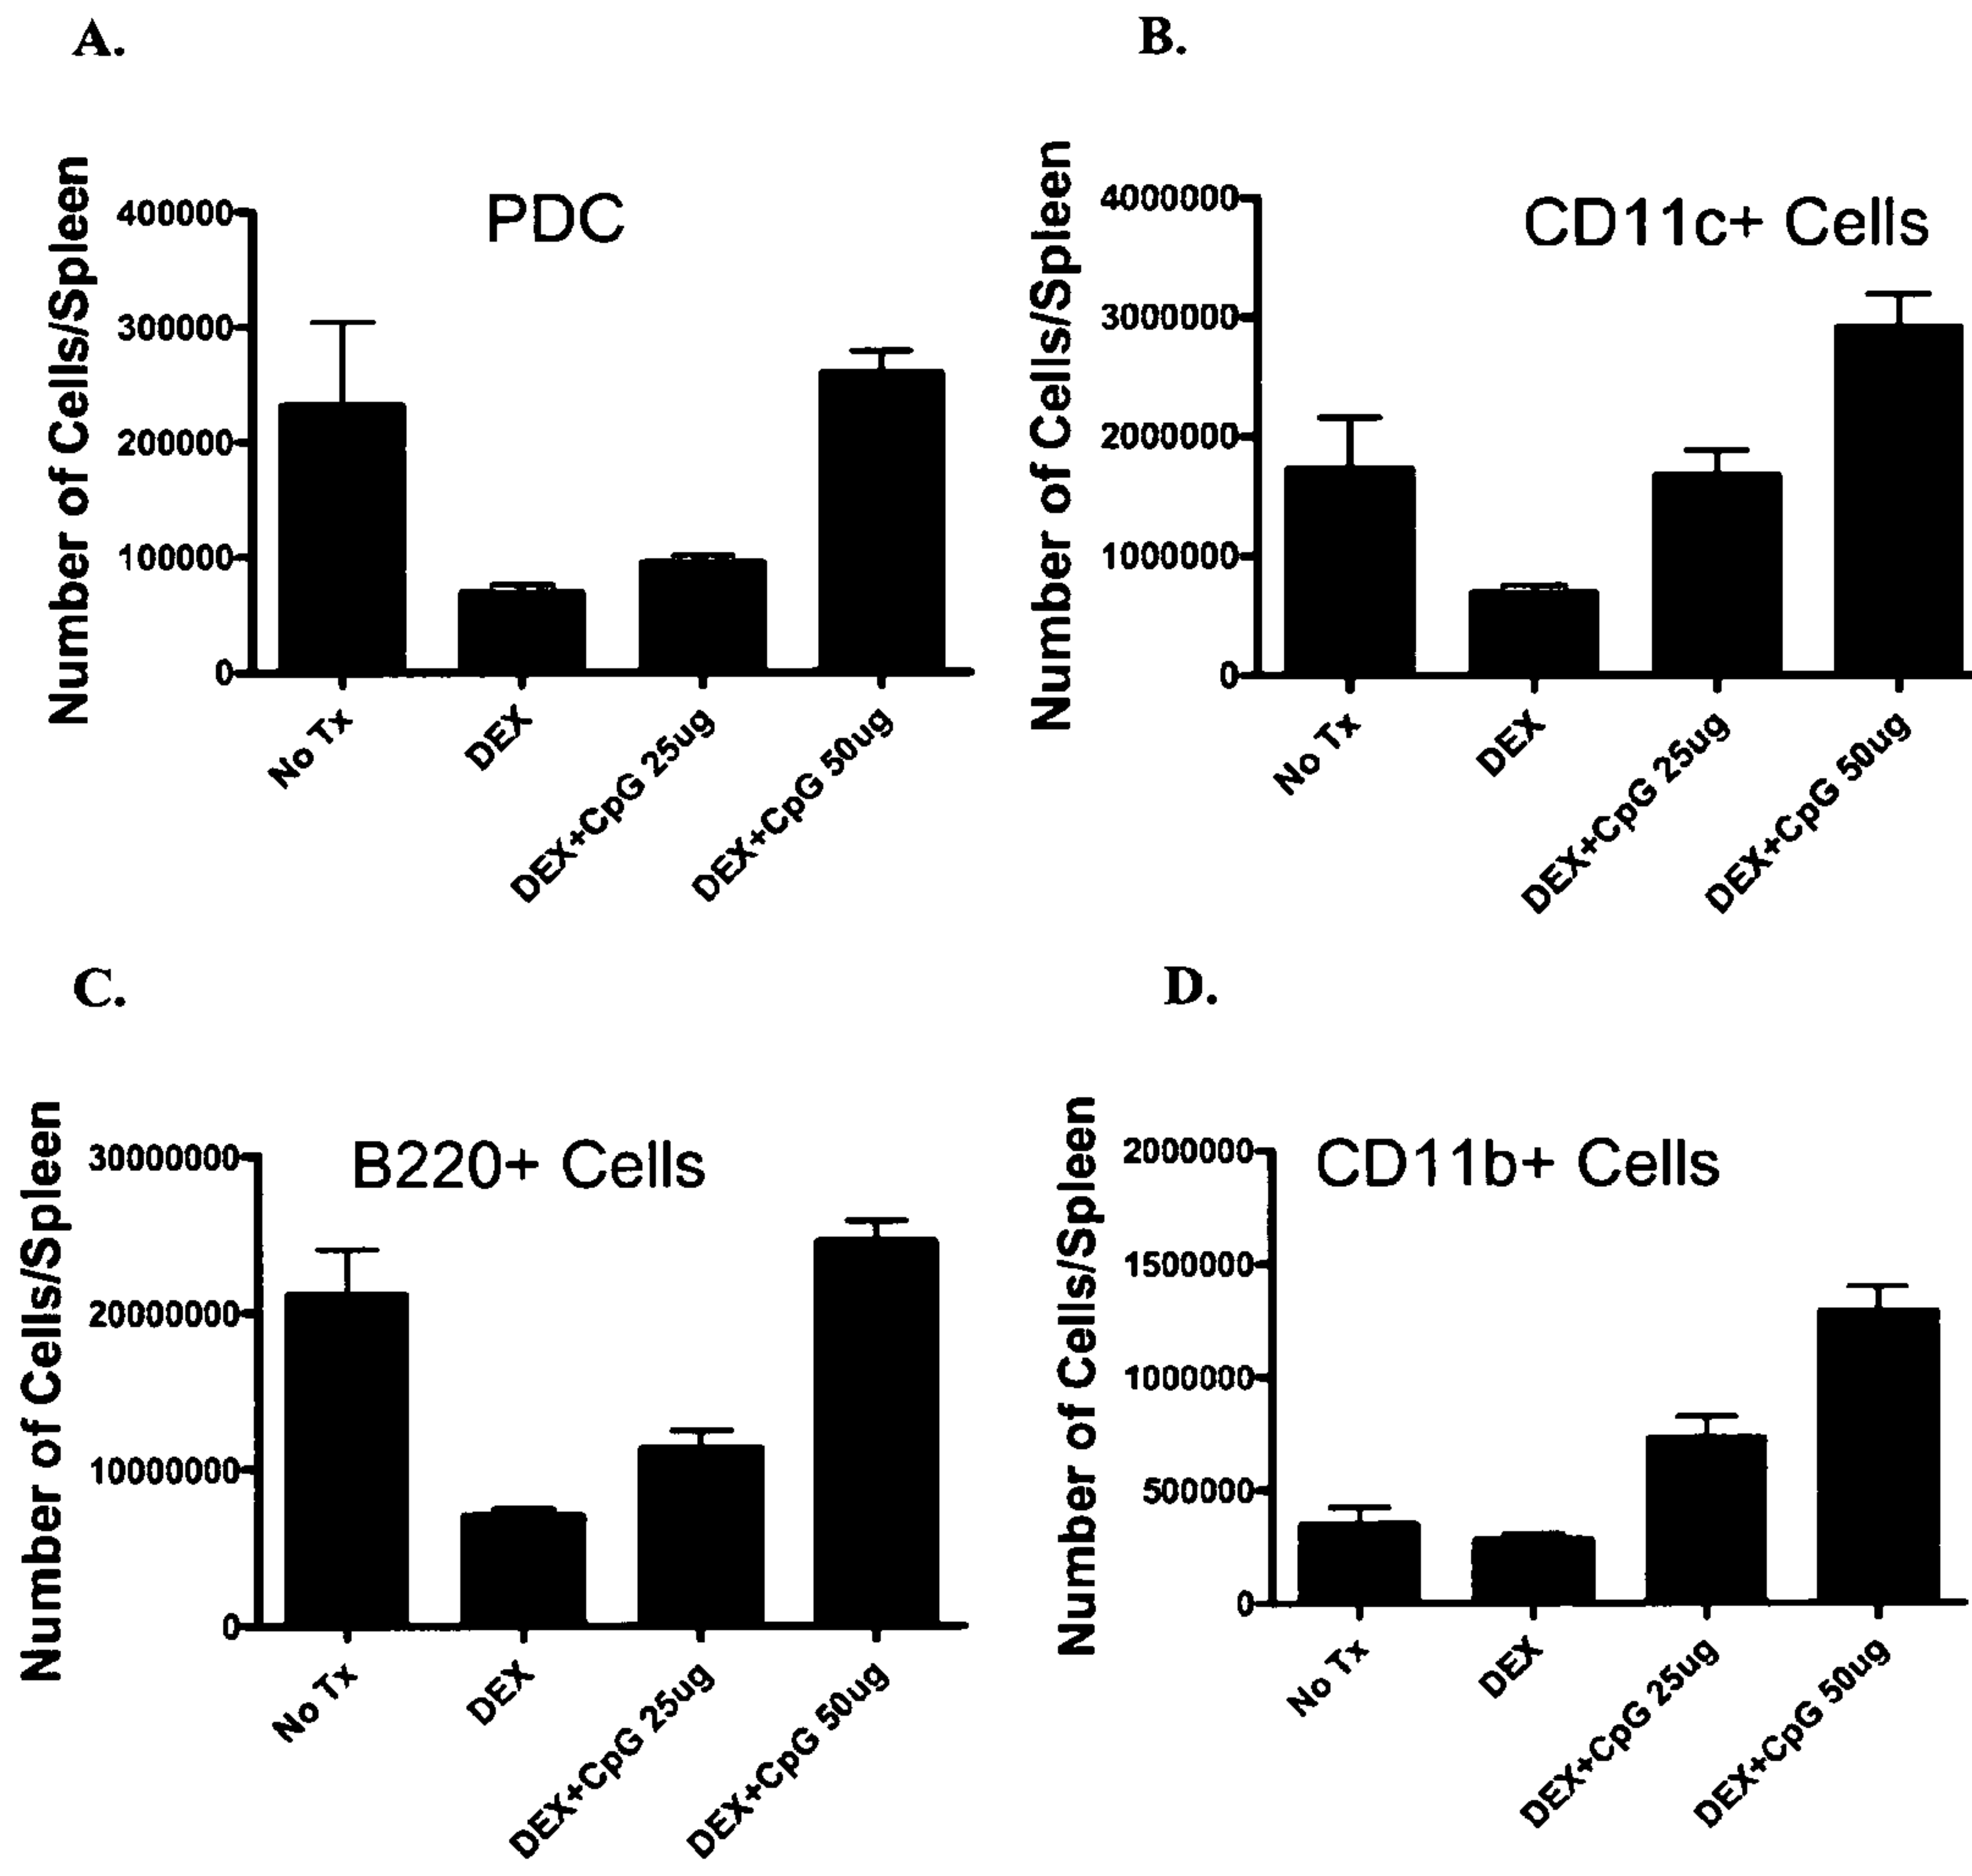 A.
PDC
Number of Cells/Spleen
400000
300000
200000
100000
0
No Tx
DEX
DEX+CpG 25ug
DEX+CpG 50ug
B.
CD11c+ Cells
Number of Cells/Spleen
4000000
3000000
2000000
1000000
0
No Tx
DEX
DEX+CpG 25ug
DEX+CpG 50ug
C.
B220+ Cells
Number of Cells/Spleen
30000000
20000000
10000000
0
No Tx
DEX
DEX+CpG 25ug
DEX+CpG 50ug
D.
CD11b+ Cells
Number of Cells/Spleen
2000000
1500000
1000000
500000
0
No Tx
DEX
DEX+CpG 25ug
DEX+CpG 50ug